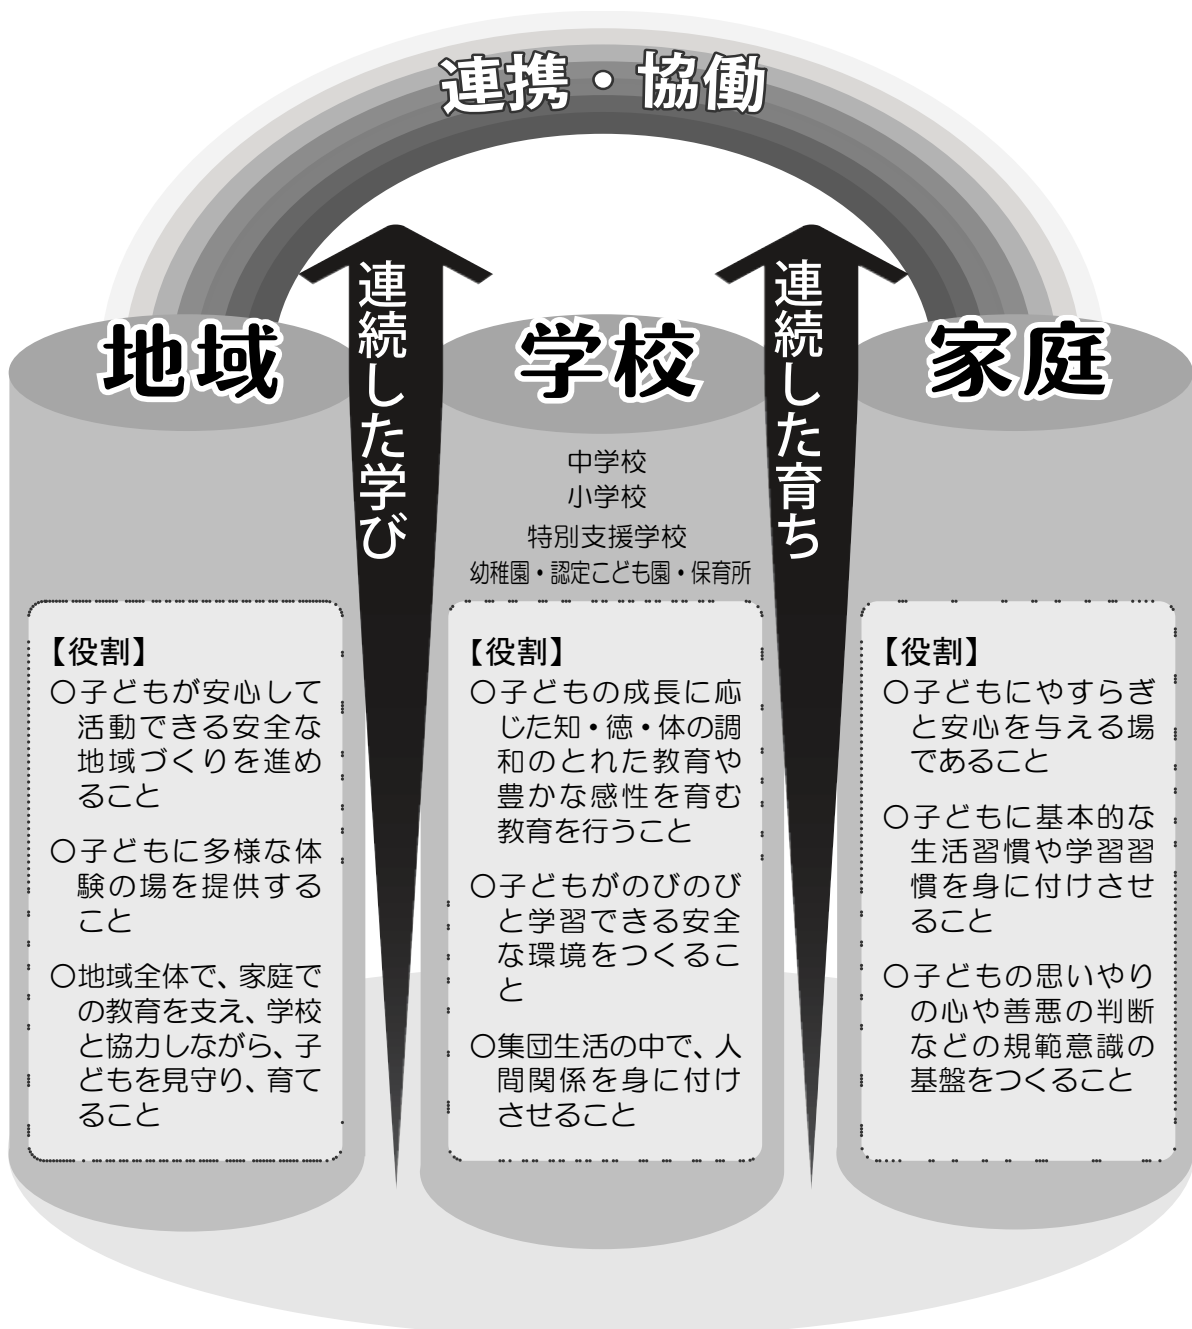 連携・協働
地域
連続した学び
学校
連続した育ち
家庭
中学校
小学校
特別支援学校
幼稚園・認定こども園・保育所
【役割】
○子どもが安心して
活動できる安全な
地域づくりを進め
ること
○子どもに多様な体
験の場を提供する
こと
○地域全体で、家庭で
の教育を支え、学校
と協力しながら、子
どもを見守り、育て
ること
【役割】
○子どもの成長に応
じた知・徳・体の調
和のとれた教育や
豊かな感性を育む
教育を行うこと
○子どもがのびのび
と学習できる安全
な環境をつくるこ
と
○集団生活の中で、人
間関係を身に付け
させること
【役割】
○子どもにやすらぎ
と安心を与える場
であること
○子どもに基本的な
生活習慣や学習習
慣を身に付けさせ
ること
○子どもの思いやり
の心や善悪の判断
などの規範意識の
基盤をつくること